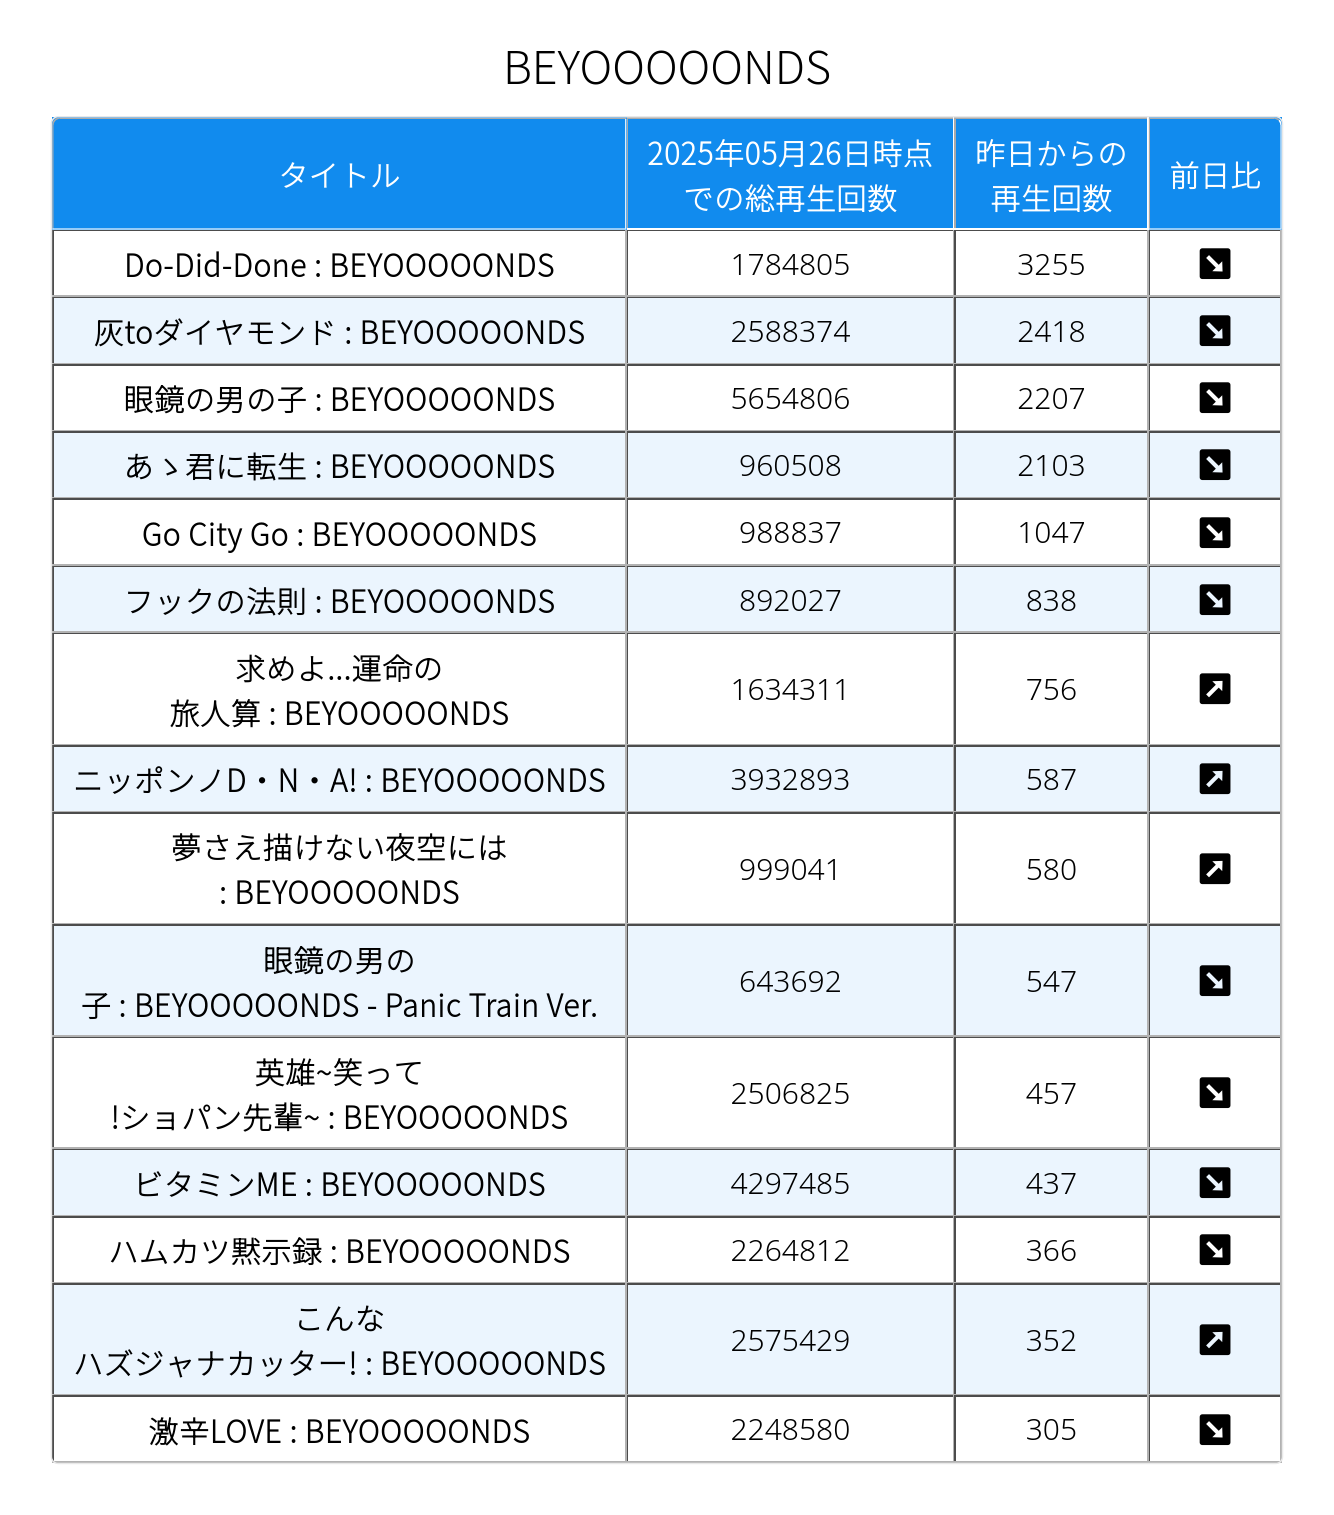 BEYOOOOONDS
タイトル
2025年05月26日時点
での総再生回数
昨日からの
再生回数
前日比
Do-Did-Done : BEYOOOOONDS
1784805
3255
↘
灰toダイヤモンド : BEYOOOOONDS
2588374
2418
↘
眼鏡の男の子 : BEYOOOOONDS
5654806
2207
↘
あゝ君に転生 : BEYOOOOONDS
960508
2103
↘
Go City Go : BEYOOOOONDS
988837
1047
↘
フックの法則 : BEYOOOOONDS
892027
838
↘
求めよ...運命の
旅人算 : BEYOOOOONDS
1634311
756
↗
ニッポンノD・N・A! : BEYOOOOONDS
3932893
587
↗
夢さえ描けない夜空には
: BEYOOOOONDS
999041
580
↗
眼鏡の男の
子 : BEYOOOOONDS - Panic Train Ver.
643692
547
↘
英雄~笑って
!ショパン先輩~ : BEYOOOOONDS
2506825
457
↘
ビタミンME : BEYOOOOONDS
4297485
437
↘
ハムカツ黙示録 : BEYOOOOONDS
2264812
366
↘
こんな
ハズジャナカッター! : BEYOOOOONDS
2575429
352
↗
激辛LOVE : BEYOOOOONDS
2248580
305
↘